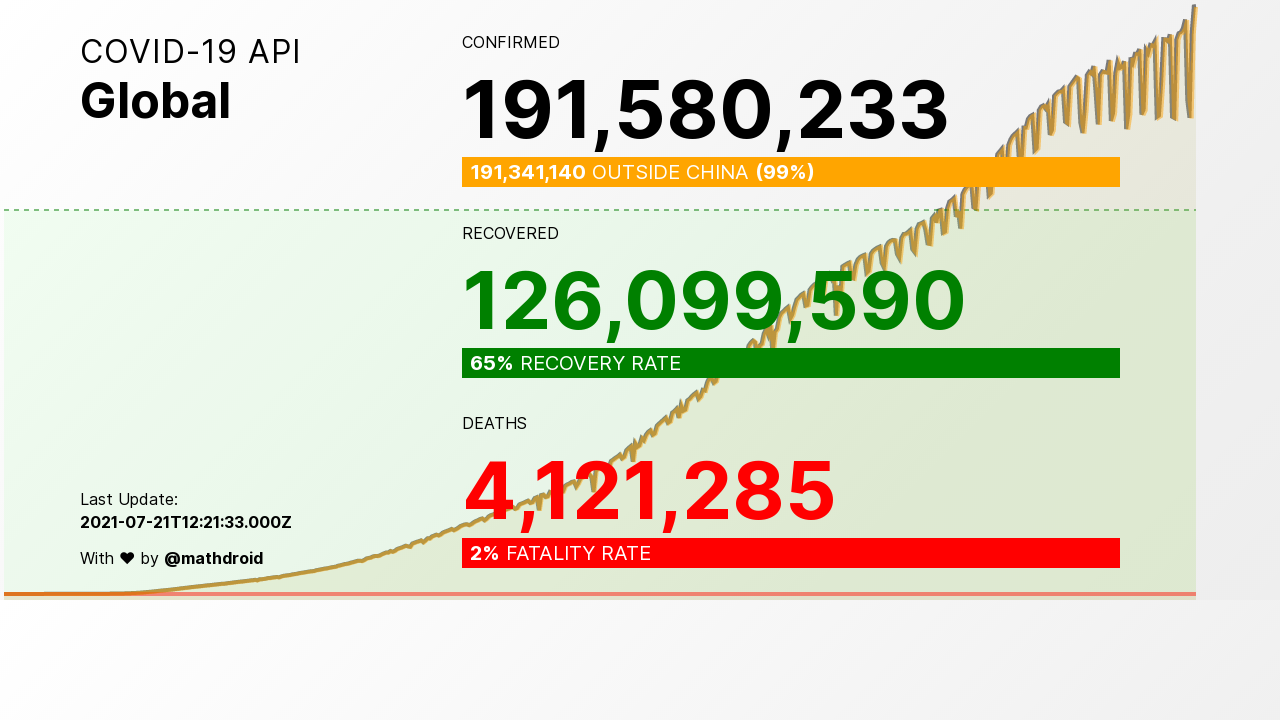 COVID-19 API
Global
CONFIRMED
191,580,233
191,341,140 OUTSIDE CHINA (99%)
RECOVERED
126,099,590
65% RECOVERY RATE
DEATHS
4,121,285
2% FATALITY RATE
Last Update:
2021-07-21T12:21:33.000Z
With ♥ by @mathdroid